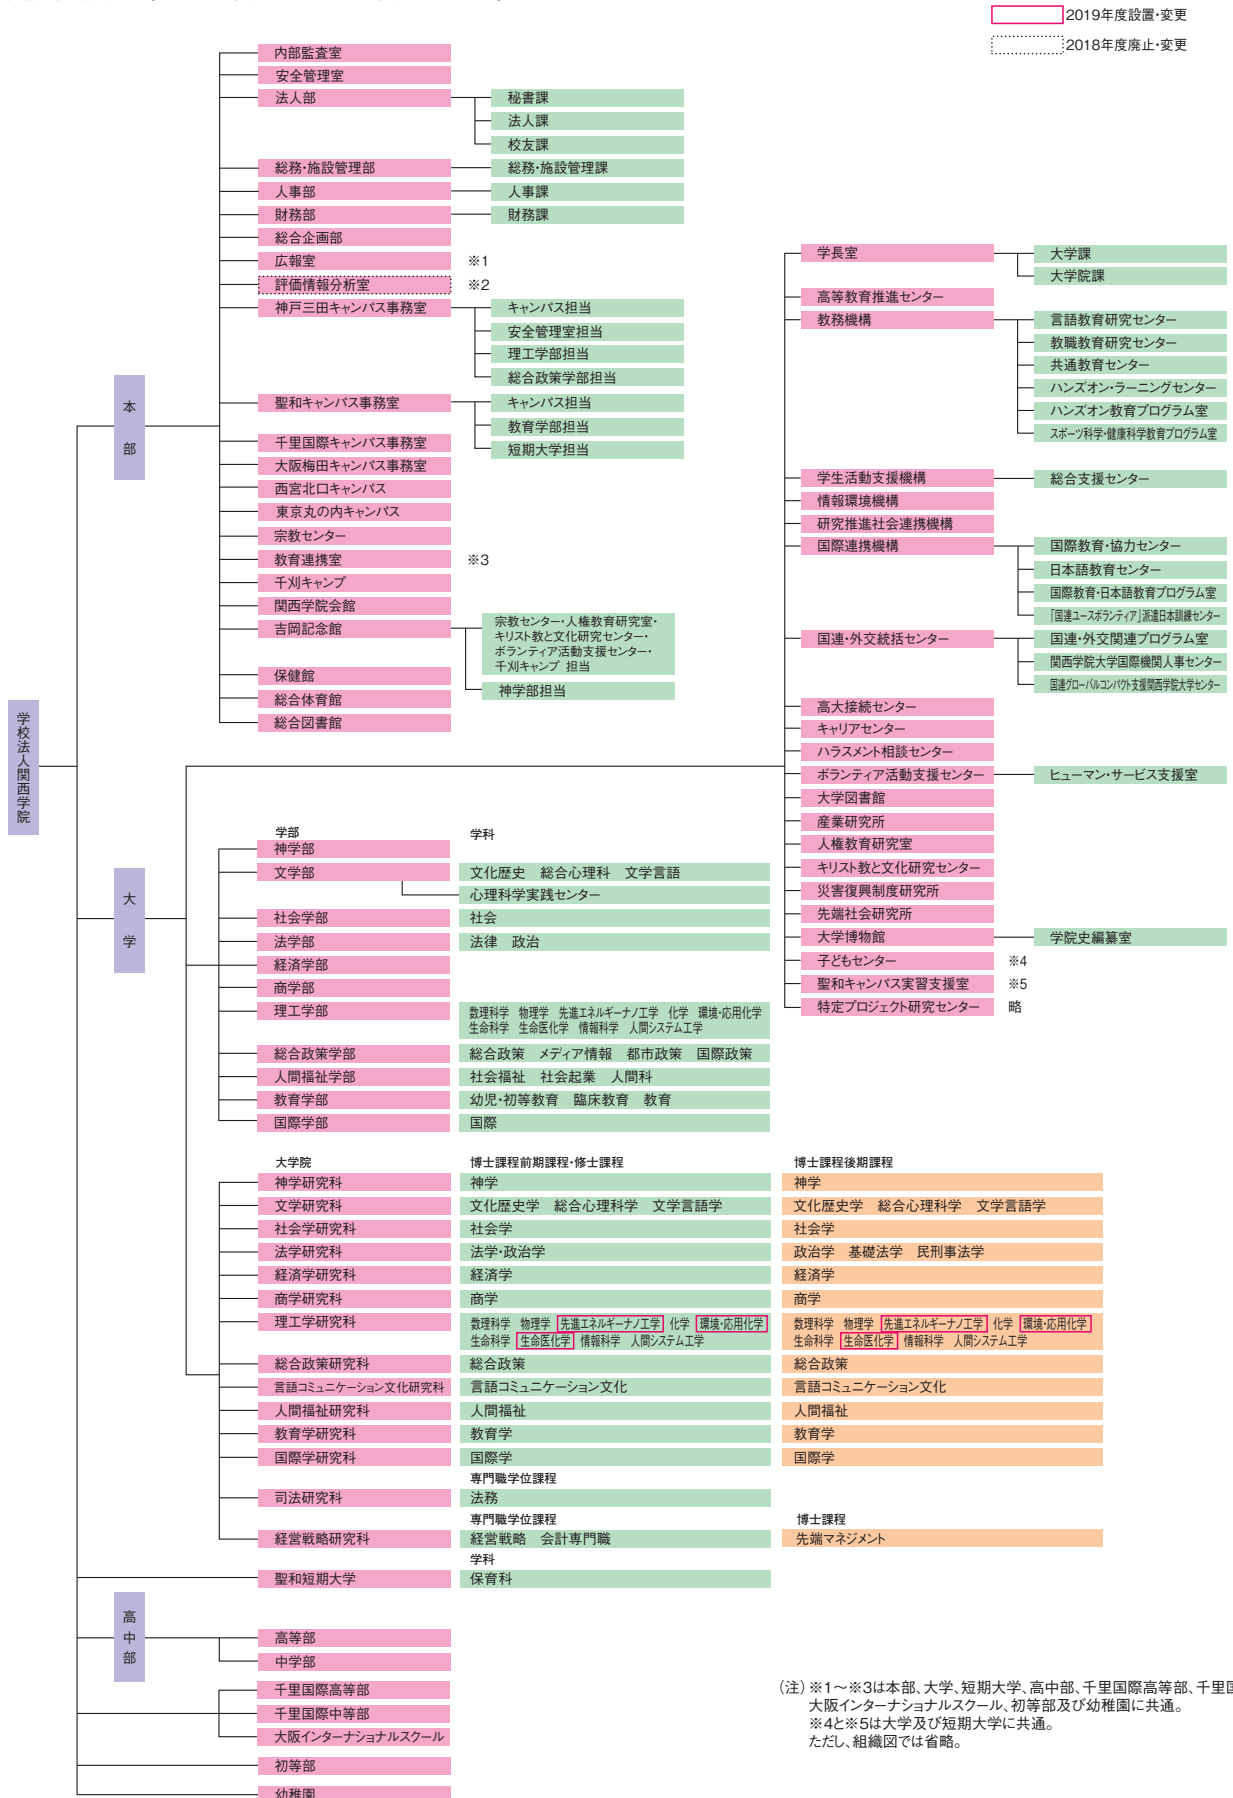 2019年度設置・変更
2018年度廃止・変更
学校法人関西学院
本部
内部監査室
安全管理室
法人部
秘書課
法人課
校友課
総務・施設管理部
総務・施設管理課
人事部
人事課
財務部
財務課
総合企画部
広報室 ※1
評価情報分析室 ※2
神戸三田キャンパス事務室
キャンパス担当
安全管理室担当
理工学部担当
総合政策学部担当
聖和キャンパス事務室
キャンパス担当
教育学部担当
短期大学担当
千里国際キャンパス事務室
大阪梅田キャンパス事務室
西宮北口キャンパス
東京丸の内キャンパス
宗教センター
教育連携室 ※3
千刈キャンプ
関西学院会館
吉岡記念館
宗教センター・人権教育研究室・
キリスト教と文化研究センター・
ボランティア活動支援センター・
千刈キャンプ 担当
神学部担当
保健館
総合体育館
総合図書館
大学
学長室
大学課
大学院課
高等教育推進センター
教務機構
言語教育研究センター
教職教育研究センター
共通教育センター
ハンズオン・ラーニングセンター
ハンズオン教育プログラム室
スポーツ科学・健康科学教育プログラム室
学生活動支援機構
総合支援センター
情報環境機構
研究推進社会連携機構
国際連携機構
国際教育・協力センター
日本語教育センター
国際教育・日本語教育プログラム室
「国連ユースボランティア」派遣日本訓練センター
国連・外交統括センター
国連・外交関連プログラム室
関西学院大学国際機関人事センター
国連グローバルコンパクト支援関西学院大学センター
高大接続センター
キャリアセンター
ハラスメント相談センター
ボランティア活動支援センター
ヒューマン・サービス支援室
大学図書館
産業研究所
人権教育研究室
キリスト教と文化研究センター
災害復興制度研究所
先端社会研究所
大学博物館
学院史編纂室
子どもセンター ※4
聖和キャンパス実習支援室 ※5
特定プロジェクト研究センター 略
学部 学科
神学部
文学部 文化歴史 総合心理科 文学言語
心理科学実践センター
社会学部 社会
法学部 法律 政治
経済学部
商学部
理工学部 数理科学 物理学 先進エネルギーナノ工学 化学 環境・応用化学
生命科学 生命医化学 情報科学 人間システム工学
総合政策学部 総合政策 メディア情報 都市政策 国際政策
人間福祉学部 社会福祉 社会起業 人間科
教育学部 幼児・初等教育 臨床教育 教育
国際学部 国際
大学院 博士課程前期課程・修士課程 博士課程後期課程
神学研究科 神学 神学
文学研究科 文化歴史学 総合心理科学 文学言語学 文化歴史学 総合心理科学 文学言語学
社会学研究科 社会学 社会学
法学研究科 法学・政治学 政治学 基礎法学 民刑事法学
経済学研究科 経済学 経済学
商学研究科 商学 商学
理工学研究科 数理科学 物理学 先進エネルギーナノ工学 化学 環境・応用化学 数理科学 物理学 先進エネルギーナノ工学 化学 環境・応用化学
生命科学 生命医化学 情報科学 人間システム工学 生命科学 生命医化学 情報科学 人間システム工学
総合政策研究科 総合政策 総合政策
言語コミュニケーション文化研究科 言語コミュニケーション文化 言語コミュニケーション文化
人間福祉研究科 人間福祉 人間福祉
教育学研究科 教育学 教育学
国際学研究科 国際学 国際学
専門職学位課程
司法研究科 法務
専門職学位課程 博士課程
経営戦略研究科 経営戦略 会計専門職 先端マネジメント
学科
聖和短期大学 保育科
高中部
高等部
中学部
千里国際高等部
千里国際中等部
大阪インターナショナルスクール
初等部
幼稚園
(注)※1～※3は本部、大学、短期大学、高中部、千里国際高等部、千里国
大阪インターナショナルスクール、初等部及び幼稚園に共通。
※4と※5は大学及び短期大学に共通。
ただし、組織図では省略。